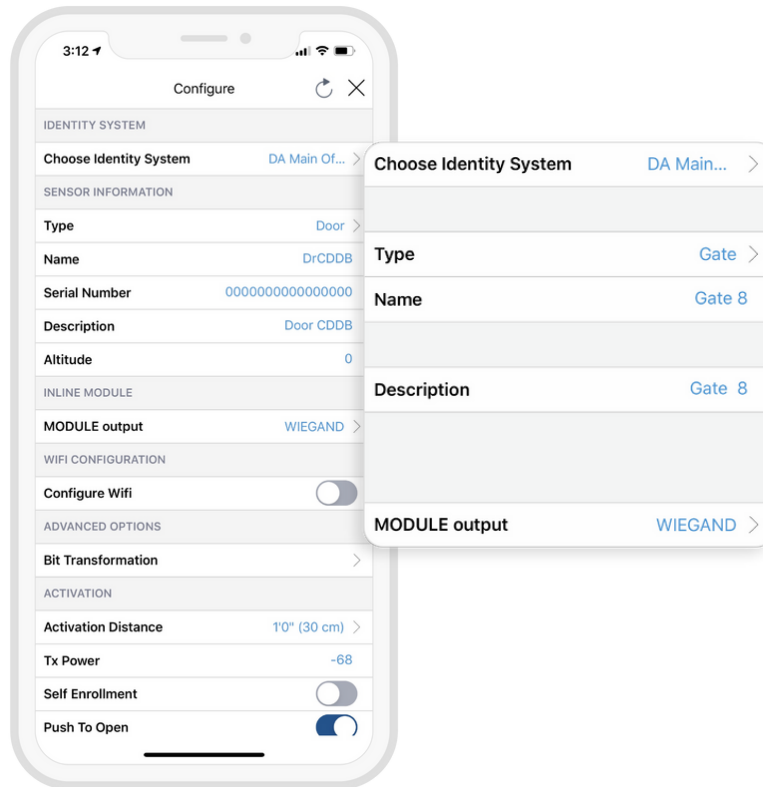 3:12
Configure
IDENTITY SYSTEM
Choose Identity System DA Main Of...
SENSOR INFORMATION
Type Door
Name DrCDDB
Serial Number 0000000000000000
Description Door CDDB
Altitude 0
INLINE MODULE
MODULE output WIEGAND
WIFI CONFIGURATION
Configure Wifi
ADVANCED OPTIONS
Bit Transformation
ACTIVATION
Activation Distance 1'0" (30 cm)
Tx Power -68
Self Enrollment
Push To Open
Choose Identity System DA Main...
Type Gate
Name Gate 8
Description Gate 8
MODULE output WIEGAND